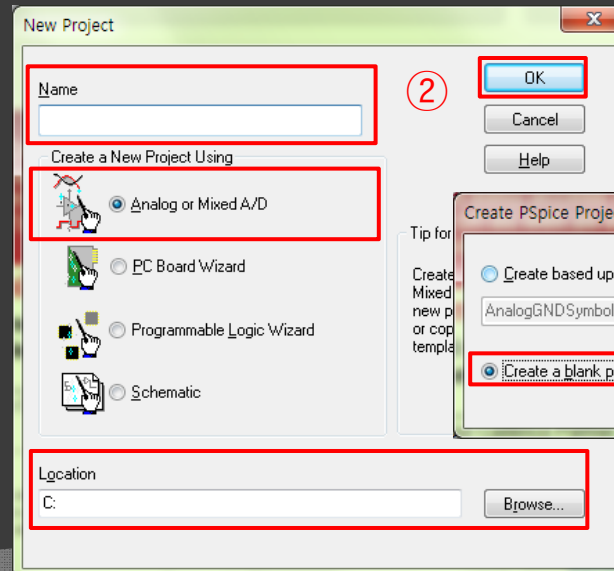 New Project
Name
②
OK
Cancel
Help
Create a New Project Using
Analog or Mixed A/D
PC Board Wizard
Programmable Logic Wizard
Schematic
Tip for
Create
Mixed
new p
or cop
templa
Create PSpice Proje
Create based up
AnalogGNDSymbol
Create a blank p
Location
C:
Browse...